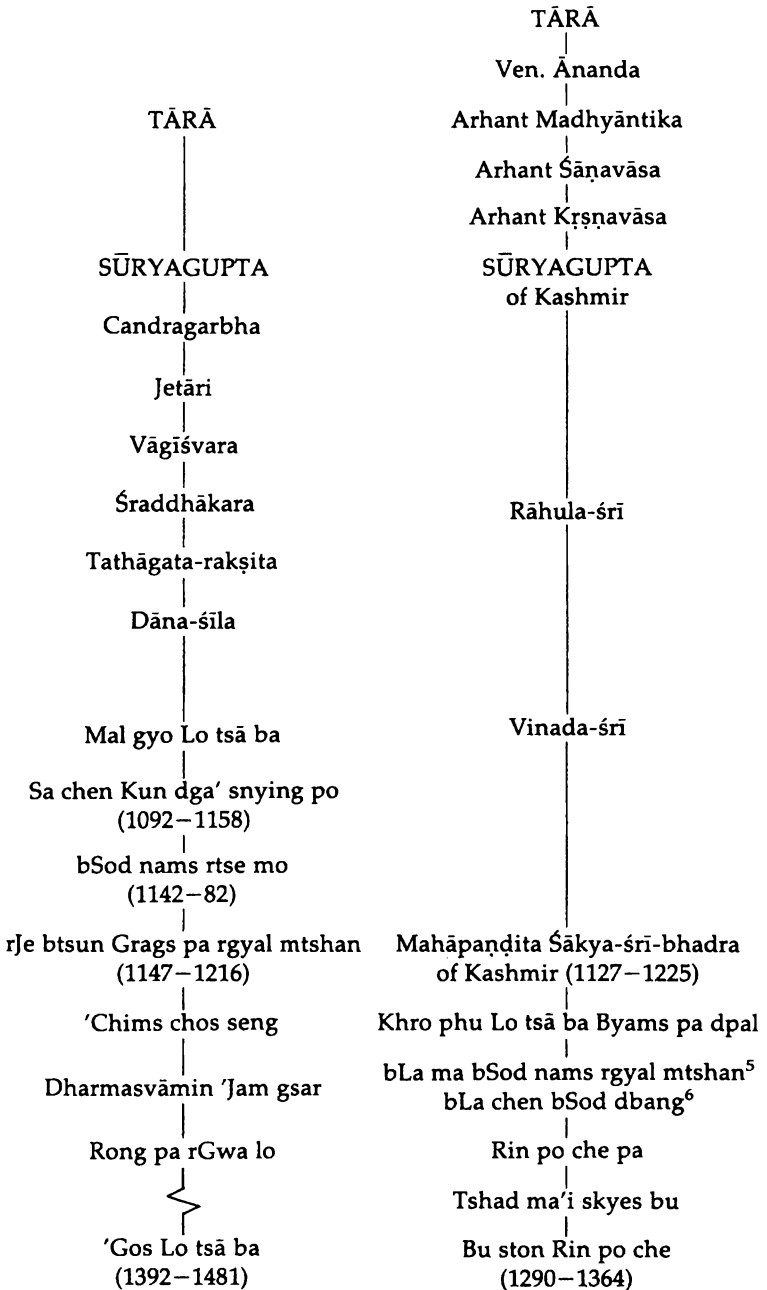 TĀRĀ
SŪRYAGUPTA
Candragarbha
Jetāri
Vāgīśvara
Śraddhākara
Tathāgata-rakṣita
Dāna-śīla
Mal gyo Lo tsā ba
Sa chen Kun dga' snying po
(1092–1158)
bSod nams rtse mo
(1142–82)
rJe btsun Grags pa rgyal mtshan
(1147–1216)
'Chims chos seng
Dharmasvāmin 'Jam gsar
Rong pa rGwa lo
'Gos Lo tsā ba
(1392–1481)
TĀRĀ
Ven. Ānanda
Arhant Madhyāntika
Arhant Śāṇavāsa
Arhant Kṛṣṇavāsa
SŪRYAGUPTA
of Kashmir
Rāhula-śrī
Vinada-śrī
Mahāpaṇḍita Śākya-śrī-bhadra
of Kashmir (1127–1225)
Khro phu Lo tsā ba Byams pa dpal
bLa ma bSod nams rgyal mtshan⁵
bLa chen bSod dbang⁶
Rin po che pa
Tshad ma'i skyes bu
Bu ston Rin po che
(1290–1364)